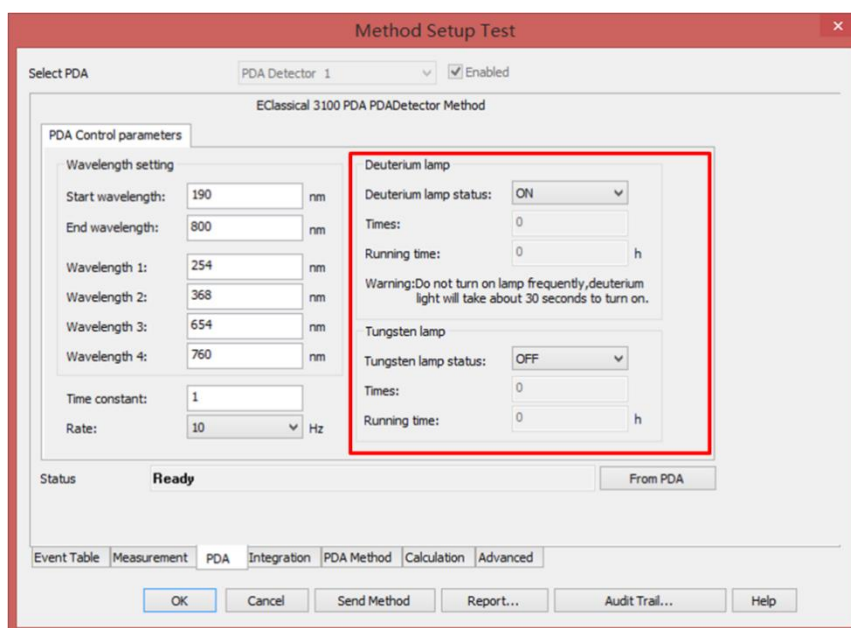 Method Setup Test
Select PDA PDA Detector 1 Enabled
EClassical 3100 PDA PDADetector Method
PDA Control parameters
Wavelength setting
Start wavelength: 190 nm
End wavelength: 800 nm
Wavelength 1: 254 nm
Wavelength 2: 368 nm
Wavelength 3: 654 nm
Wavelength 4: 760 nm
Time constant: 1
Rate: 10 Hz
Deuterium lamp
Deuterium lamp status: ON
Times: 0
Running time: 0 h
Warning:Do not turn on lamp frequently,deuterium
light will take about 30 seconds to turn on.
Tungsten lamp
Tungsten lamp status: OFF
Times: 0
Running time: 0 h
Status Ready From PDA
Event Table Measurement PDA Integration PDA Method Calculation Advanced
OK Cancel Send Method Report... Audit Trail... Help